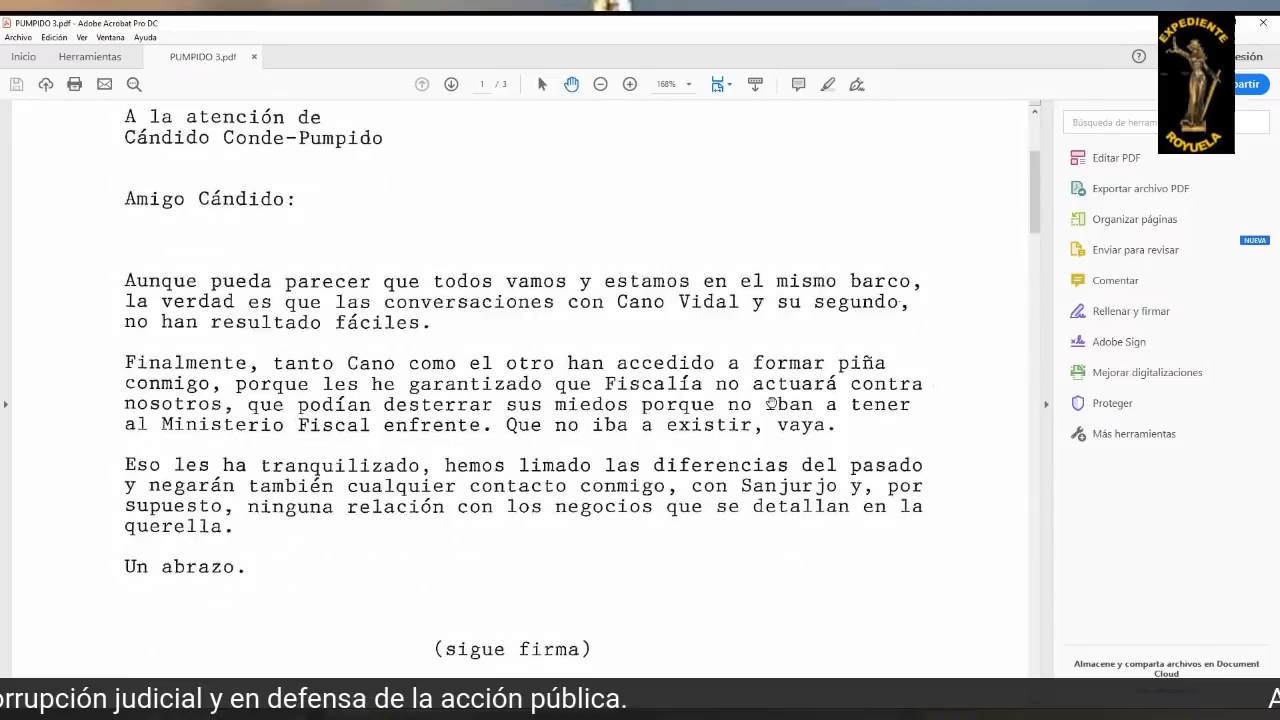 PUMPIDO 3.pdf - Adobe Acrobat Pro DC
Archivo Edición Ver Ventana Ayuda
Inicio Herramientas PUMPIDO 3.pdf
EXPEDIENTE
ROYUELA
esión
1 / 3 168% partir
Búsqueda de herram
A la atención de
Cándido Conde-Pumpido
Amigo Cándido:
Aunque pueda parecer que todos vamos y estamos en el mismo barco,
la verdad es que las conversaciones con Cano Vidal y su segundo,
no han resultado fáciles.
Finalmente, tanto Cano como el otro han accedido a formar piña
conmigo, porque les he garantizado que Fiscalía no actuará contra
nosotros, que podían desterrar sus miedos porque no iban a tener
al Ministerio Fiscal enfrente. Que no iba a existir, vaya.
Eso les ha tranquilizado, hemos limado las diferencias del pasado
y negarán también cualquier contacto conmigo, con Sanjurjo y, por
supuesto, ninguna relación con los negocios que se detallan en la
querella.
Un abrazo.
(sigue firma)
Editar PDF
Exportar archivo PDF
Organizar páginas
NUEVA
Enviar para revisar
Comentar
Rellenar y firmar
Adobe Sign
Mejorar digitalizaciones
Proteger
Más herramientas
Almacene y comparta archivos en Document
Cloud
orrupción judicial y en defensa de la acción pública. A